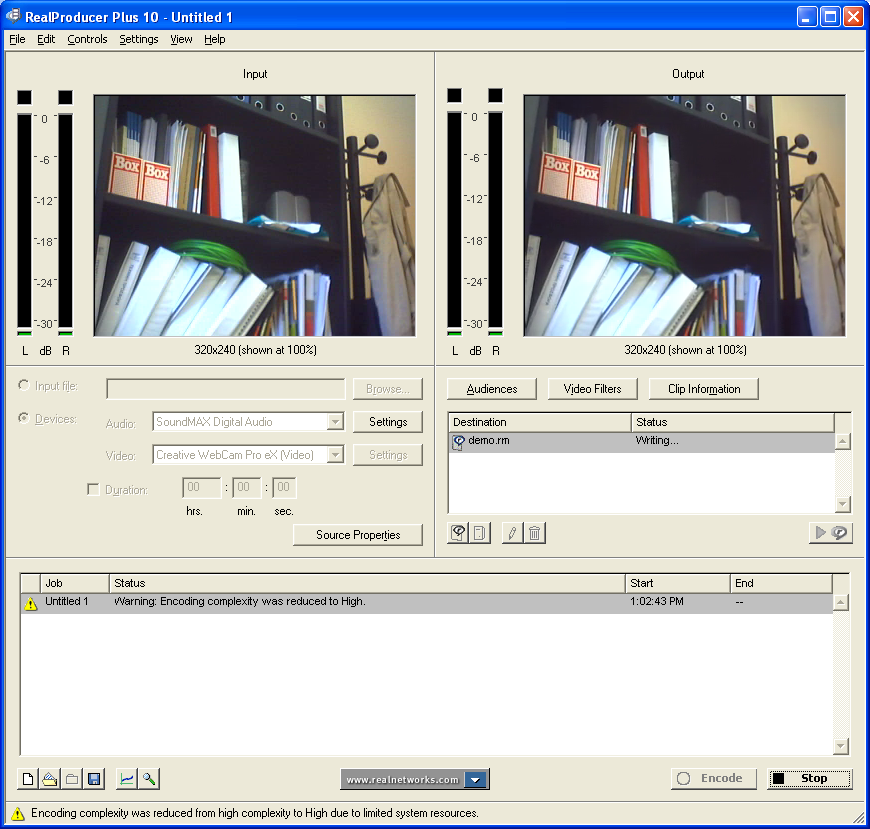 RealProducer Plus 10 - Untitled 1
File Edit Controls Settings View Help
Input
Output
0
-6
-12
-18
-24
-30
L dB R
Box
Box
320x240 (shown at 100%)
0
-6
-12
-18
-24
-30
L dB R
Box
Box
320x240 (shown at 100%)
Input file:
Browse...
Devices:
Audio:
SoundMAX Digital Audio
Settings
Video:
Creative WebCam Pro eX (Video)
Settings
Duration:
00 : 00 : 00
hrs. min. sec.
Source Properties
Audiences
Video Filters
Clip Information
Destination Status
demo.rm Writing...
Job Status Start End
Untitled 1 Warning: Encoding complexity was reduced to High. 1:02:43 PM --
www.realnetworks.com
Encode
Stop
Encoding complexity was reduced from high complexity to High due to limited system resources.